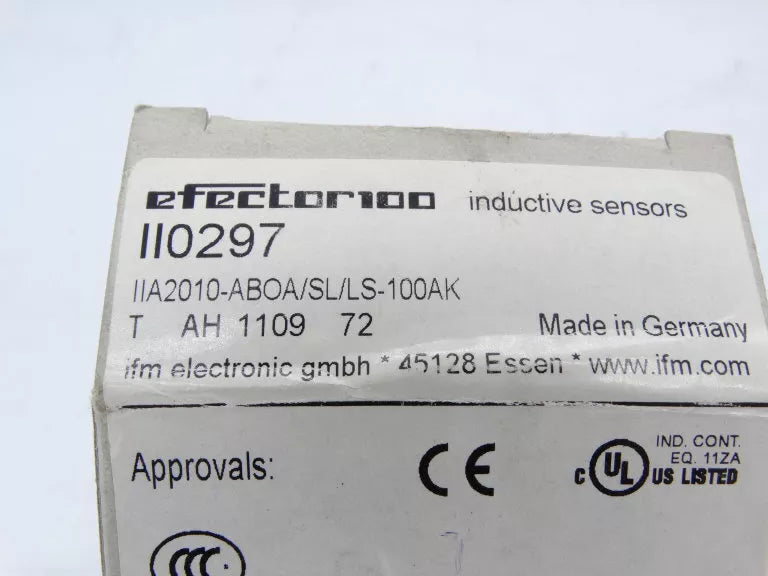 efector100 inductive sensors
II0297
IIA2010-ABOA/SL/LS-100AK
T AH 1109 72 Made in Germany
ifm electronic gmbh * 45128 Essen * www.ifm.com
Approvals: CE C UL US LISTED
IND. CONT.
EQ. 11ZA
CCC